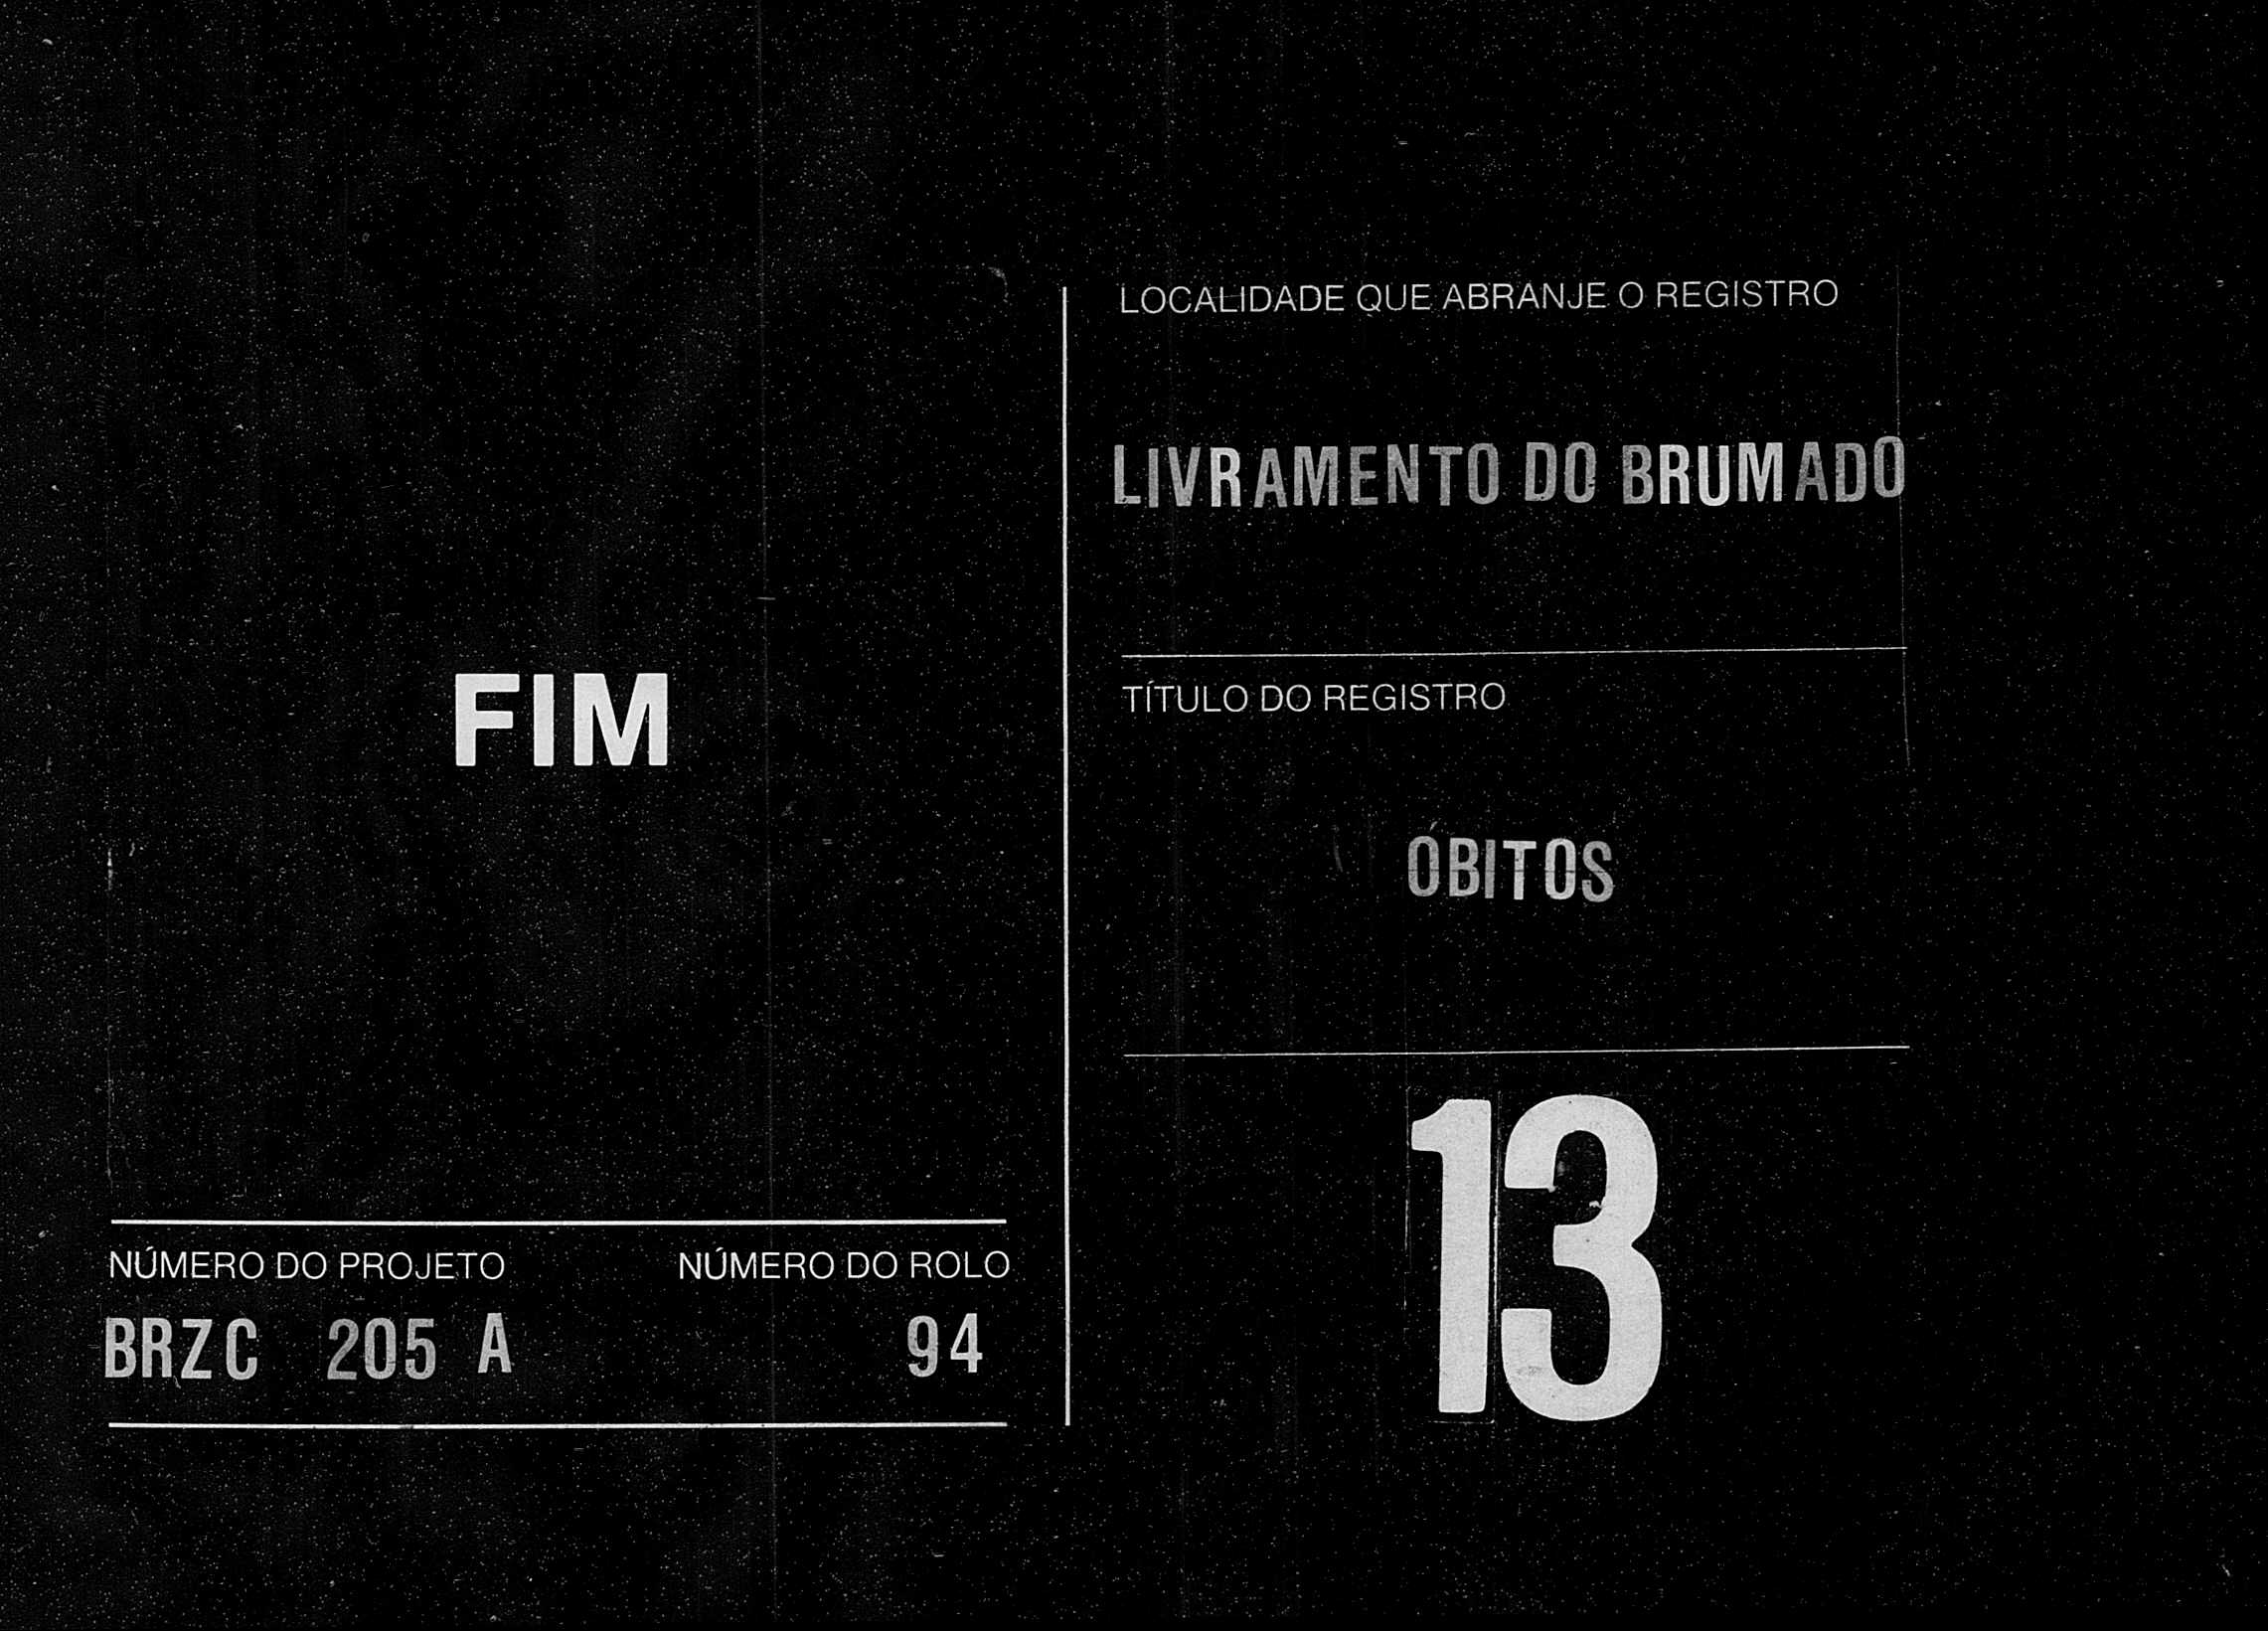 FIM
NÚMERO DO PROJETO
BRZC 205 A
NÚMERO DO ROLO
94
LOCALIDADE QUE ABRANJE O REGISTRO
LIVRAMENTO DO BRUMADO
TÍTULO DO REGISTRO
ÓBITOS
13